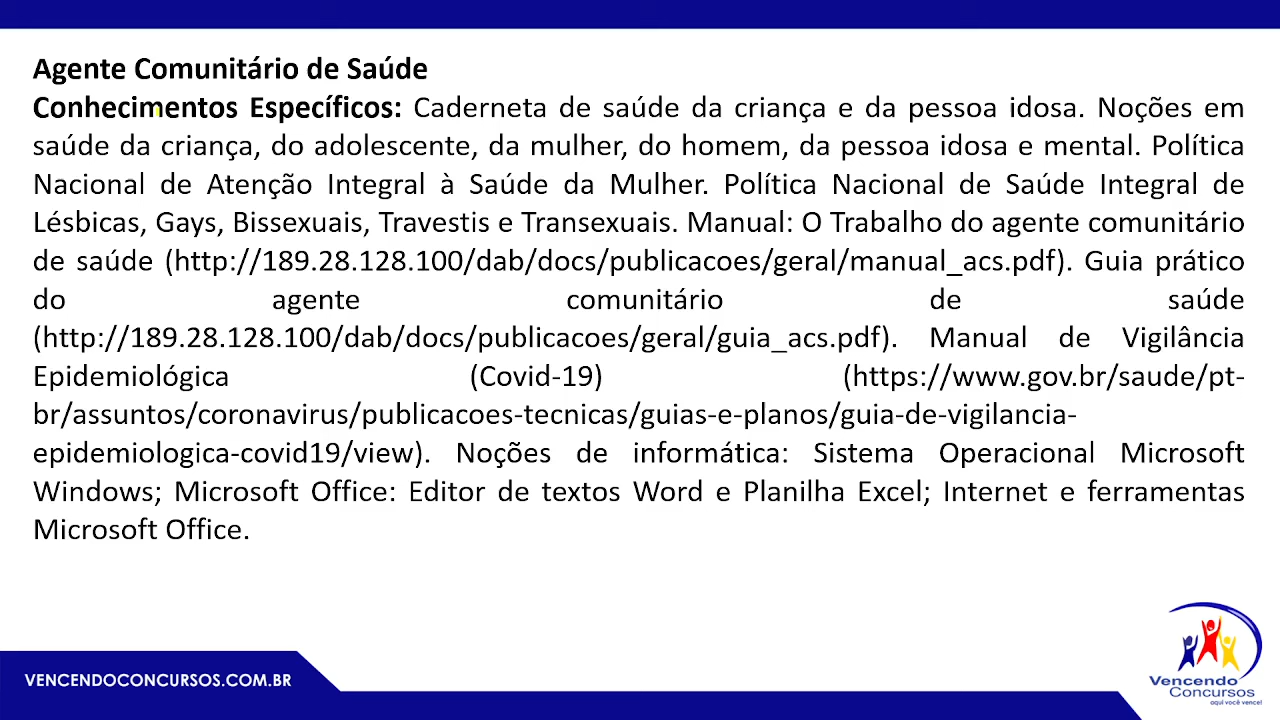 Agente Comunitário de Saúde
Conhecimentos Específicos: Caderneta de saúde da criança e da pessoa idosa. Noções em
saúde da criança, do adolescente, da mulher, do homem, da pessoa idosa e mental. Política
Nacional de Atenção Integral à Saúde da Mulher. Política Nacional de Saúde Integral de
Lésbicas, Gays, Bissexuais, Travestis e Transexuais. Manual: O Trabalho do agente comunitário
de saúde (http://189.28.128.100/dab/docs/publicacoes/geral/manual_acs.pdf). Guia prático
do agente comunitário de saúde
(http://189.28.128.100/dab/docs/publicacoes/geral/guia_acs.pdf). Manual de Vigilância
Epidemiológica (Covid-19) (https://www.gov.br/saude/pt-
br/assuntos/coronavirus/publicacoes-tecnicas/guias-e-planos/guia-de-vigilancia-
epidemiologica-covid19/view). Noções de informática: Sistema Operacional Microsoft
Windows; Microsoft Office: Editor de textos Word e Planilha Excel; Internet e ferramentas
Microsoft Office.
VENCENDOCONCURSOS.COM.BR
Vencendo
Concursos
aqui você vence!